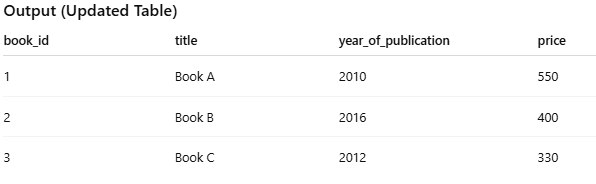 Output (Updated Table)
book_id title year_of_publication price
1 Book A 2010 550
2 Book B 2016 400
3 Book C 2012 330